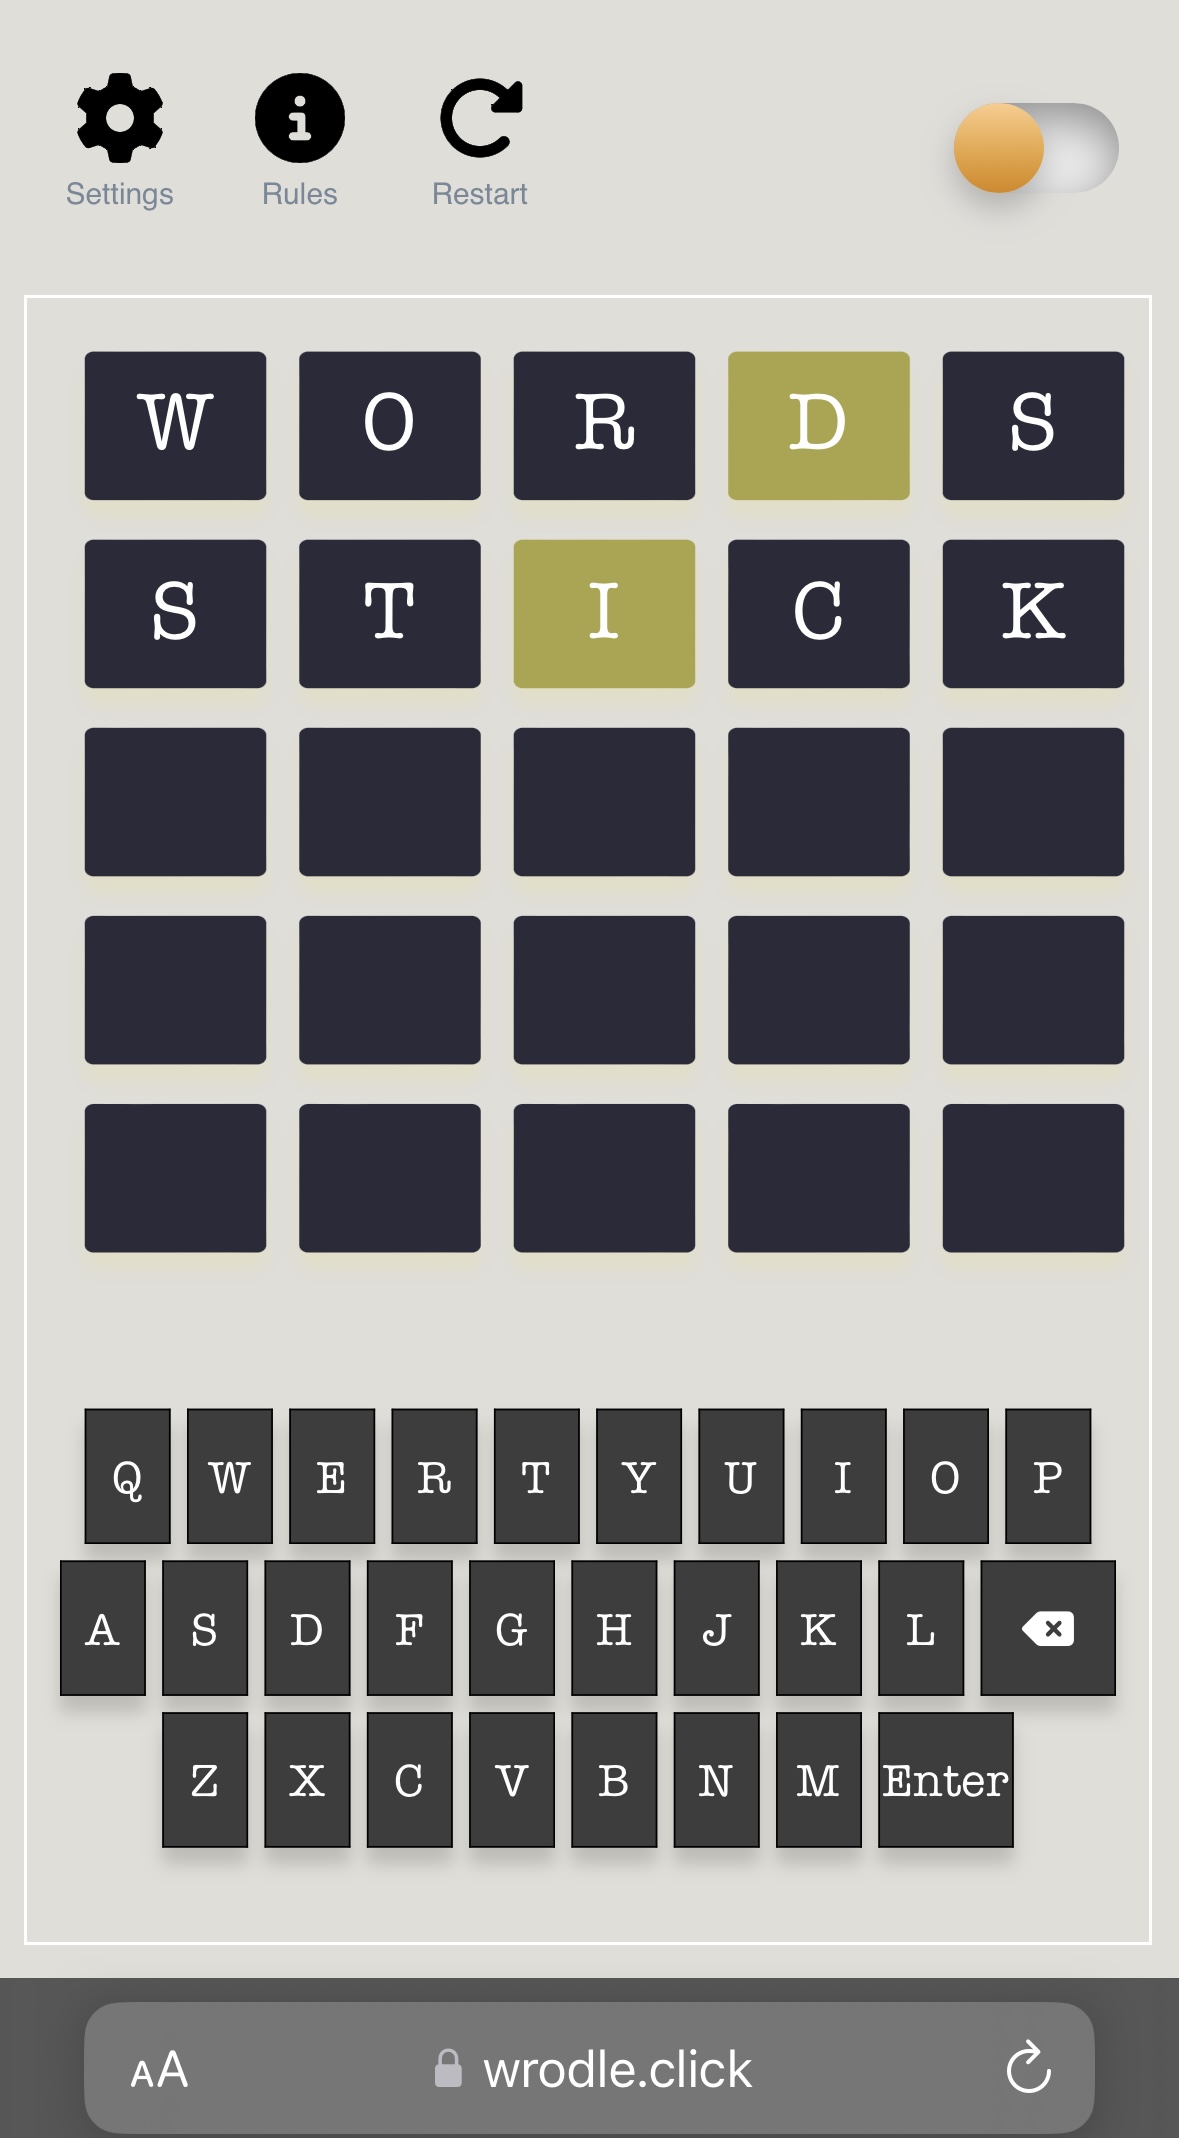 Settings Rules Restart
W O R D S
S T I C K
Q W E R T Y U I O P
A S D F G H J K L
Z X C V B N M Enter
AA wrodle.click